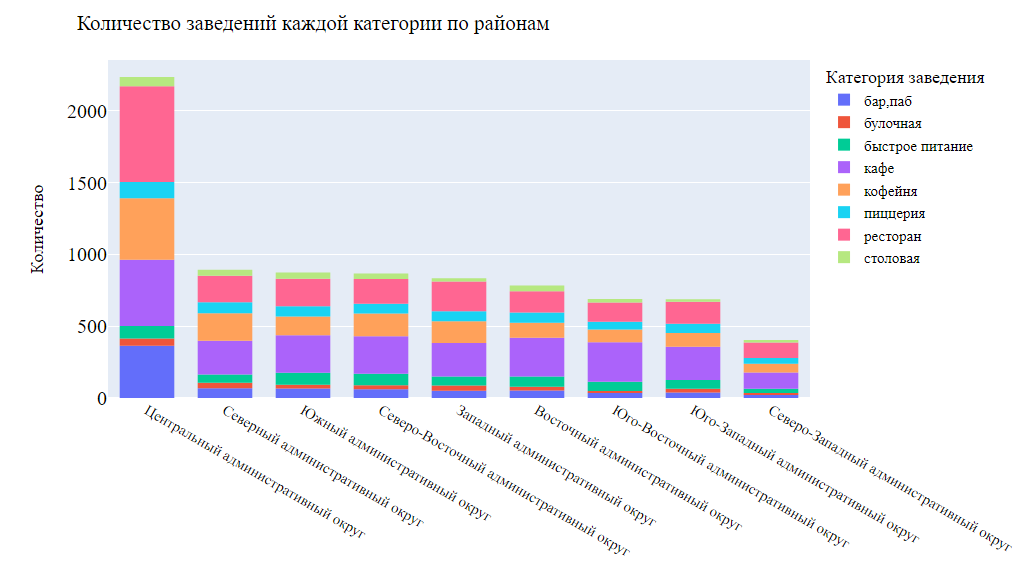 Количество заведений каждой категории по районам
Категория заведения
бар,паб
булочная
быстрое питание
кафе
кофейня
пиццерия
ресторан
столовая
Количество
2000
1500
1000
500
0
Центральный административный округ
Северный административный округ
Южный административный округ
Северо-Восточный административный округ
Западный административный округ
Восточный административный округ
Юго-Восточный административный округ
Юго-Западный административный округ
Северо-Западный административный округ